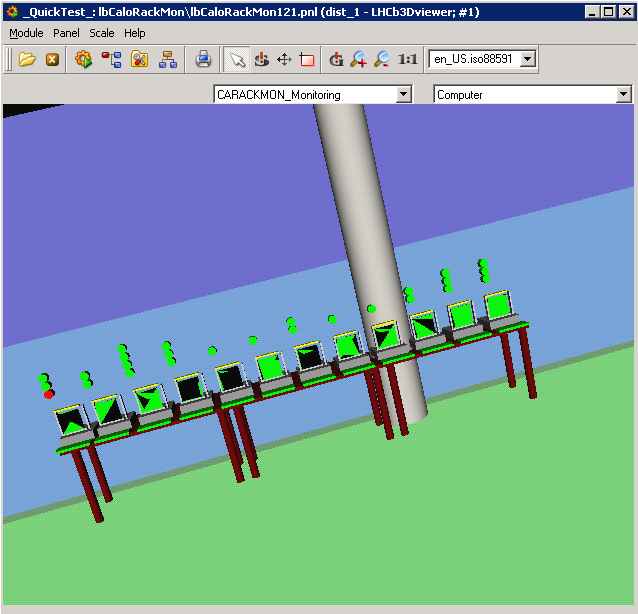 _QuickTest_: lbCaloRackMon\lbCaloRackMon121.pnl (dist_1 - LHCb3Dviewer; #1)
Module Panel Scale Help
1:1 en_US.iso88591
CARACKMON_Monitoring Computer